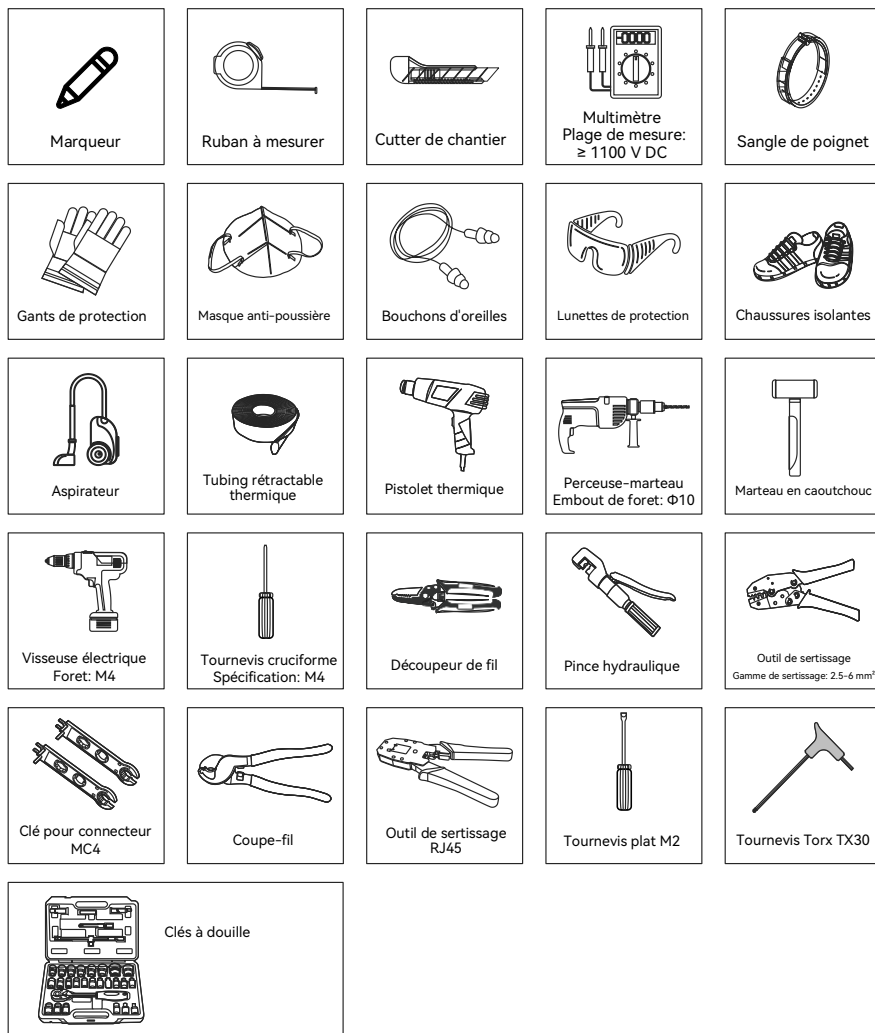 Marqueur
Ruban à mesurer
Cutter de chantier
Multimètre
Plage de mesure:
≥ 1100 V DC
Sangle de poignet
Gants de protection
Masque anti-poussière
Bouchons d'oreilles
Lunettes de protection
Chaussures isolantes
Aspirateur
Tubing rétractable
thermique
Pistolet thermique
Perceuse-marteau
Embout de foret: Φ10
Marteau en caoutchouc
Visseuse électrique
Foret: M4
Tournevis cruciforme
Spécification: M4
Découpeur de fil
Pince hydraulique
Outil de sertissage
Gamme de sertissage: 2.5-6 mm²
Clé pour connecteur
MC4
Coupe-fil
Outil de sertissage
RJ45
Tournevis plat M2
Tournevis Torx TX30
Clés à douille